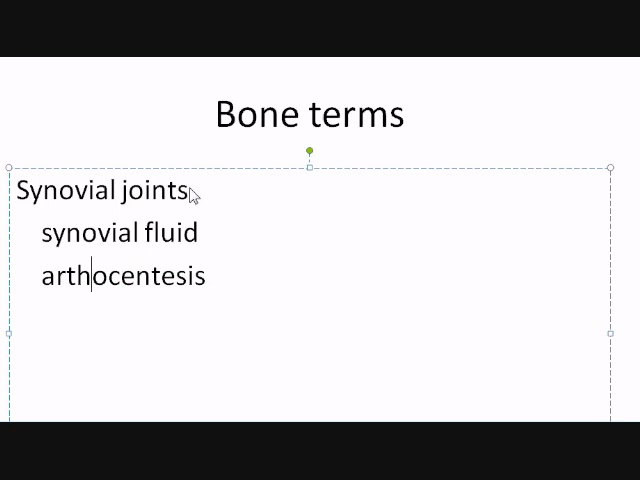 Bone terms
Synovial joints
synovial fluid
arthocentesis